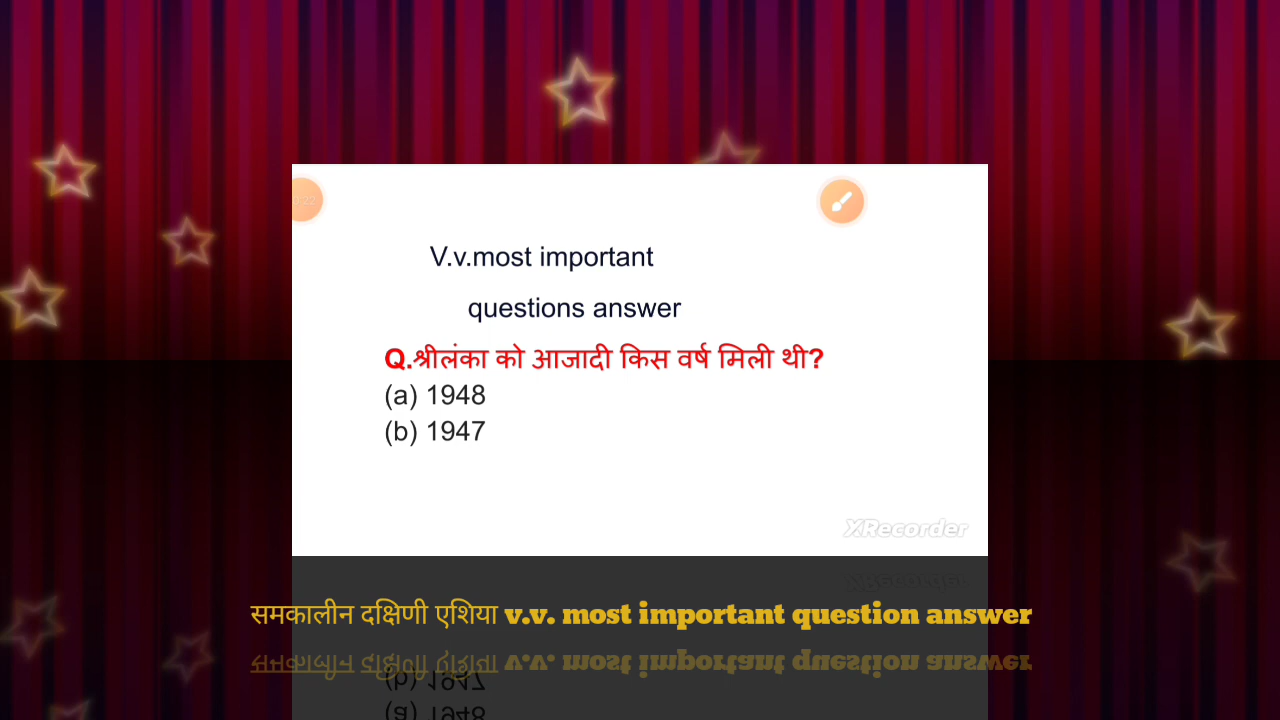 V.v.most important
questions answer
Q.श्रीलंका को आजादी किस वर्ष मिली थी?
(a) 1948
(b) 1947
XRecorder
समकालीन दक्षिणी एशिया v.v. most important question answer